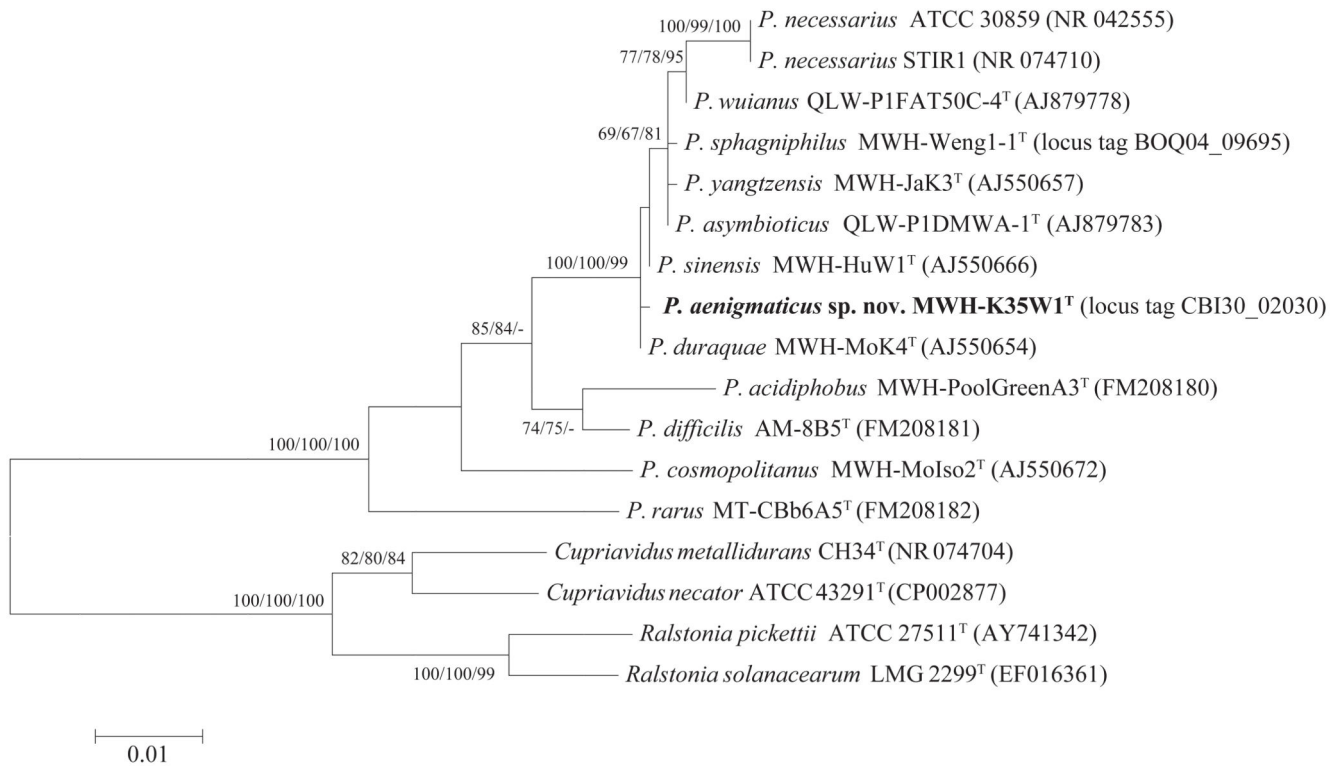 100/99/100
P. necessarius ATCC 30859 (NR 042555)
77/78/95
P. necessarius STIR1 (NR 074710)
P. wuianus QLW-P1FAT50C-4ᵀ (AJ879778)
69/67/81
P. sphagniphilus MWH-Weng1-1ᵀ (locus tag BOQ04_09695)
P. yangtzensis MWH-JaK3ᵀ (AJ550657)
P. asymbioticus QLW-P1DMWA-1ᵀ (AJ879783)
100/100/99
P. sinensis MWH-HuW1ᵀ (AJ550666)
P. aenigmaticus sp. nov. MWH-K35W1ᵀ (locus tag CBI30_02030)
85/84/-
P. duraquae MWH-MoK4ᵀ (AJ550654)
P. acidiphobus MWH-PoolGreenA3ᵀ (FM208180)
74/75/-
P. difficilis AM-8B5ᵀ (FM208181)
100/100/100
P. cosmopolitanus MWH-MoIso2ᵀ (AJ550672)
P. rarus MT-CBb6A5ᵀ (FM208182)
82/80/84
Cupriavidus metallidurans CH34ᵀ (NR 074704)
100/100/100
Cupriavidus necator ATCC 43291ᵀ (CP002877)
Ralstonia pickettii ATCC 27511ᵀ (AY741342)
100/100/99
Ralstonia solanacearum LMG 2299ᵀ (EF016361)
0.01